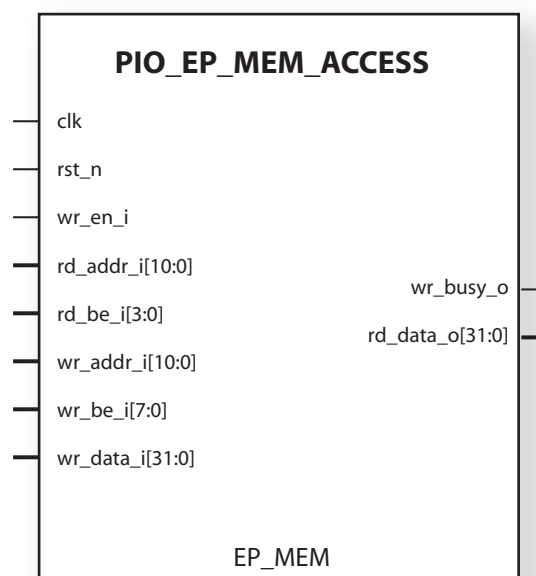 PIO_EP_MEM_ACCESS
clk
rst_n
wr_en_i
rd_addr_i[10:0]
rd_be_i[3:0]
wr_addr_i[10:0]
wr_be_i[7:0]
wr_data_i[31:0]
wr_busy_o
rd_data_o[31:0]
EP_MEM